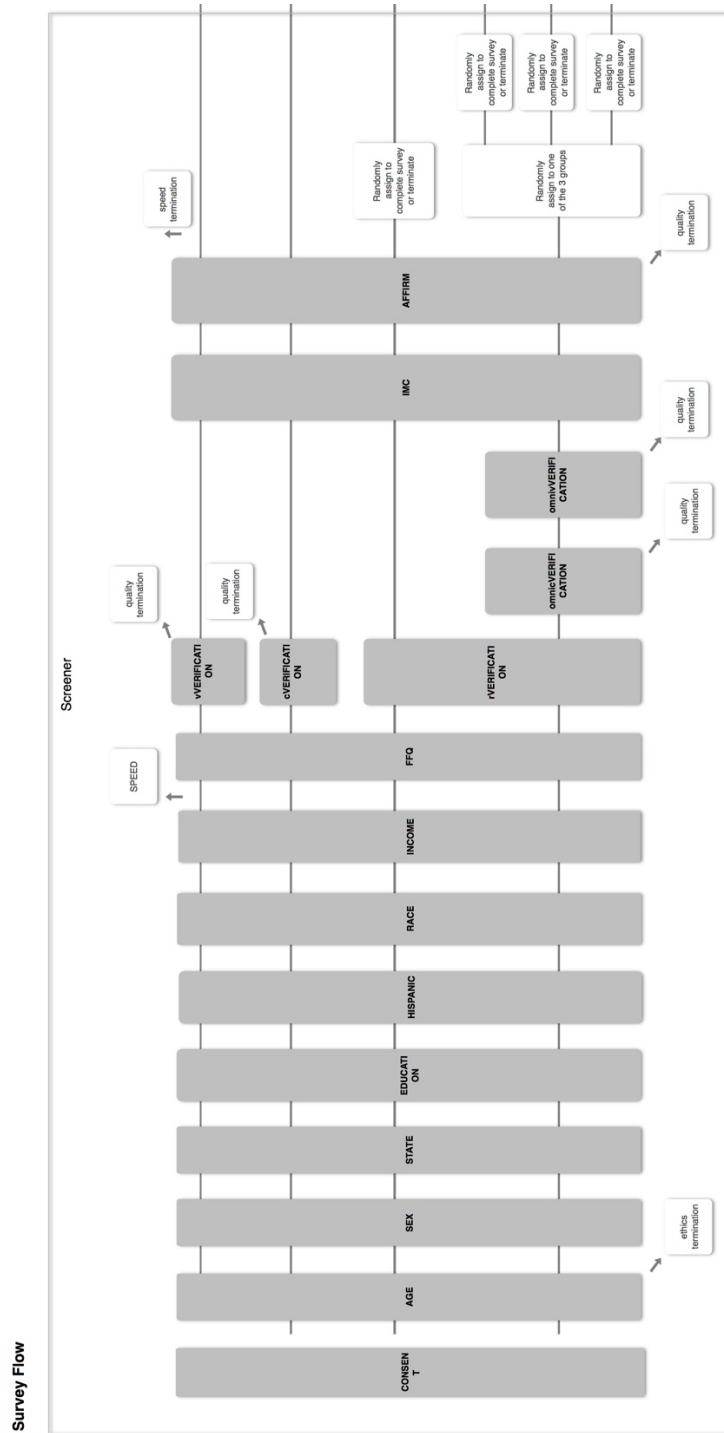 Survey Flow
Screener
CONSEN
T
AGE
ethics
termination
SEX
STATE
EDUCATI
ON
HISPANIC
RACE
INCOME
SPEED
FFQ
vVERIFICATI
ON
quality
termination
cVERIFICATI
ON
quality
termination
rVERIFICATI
ON
omnicVERIFI
CATION
quality
termination
omnivVERIFI
CATION
quality
termination
IMC
AFFIRM
speed
termination
quality
termination
Randomly
assign to
complete survey
or terminate
Randomly
assign to one
of the 3 groups
Randomly
assign to
complete survey
or terminate
Randomly
assign to
complete survey
or terminate
Randomly
assign to
complete survey
or terminate